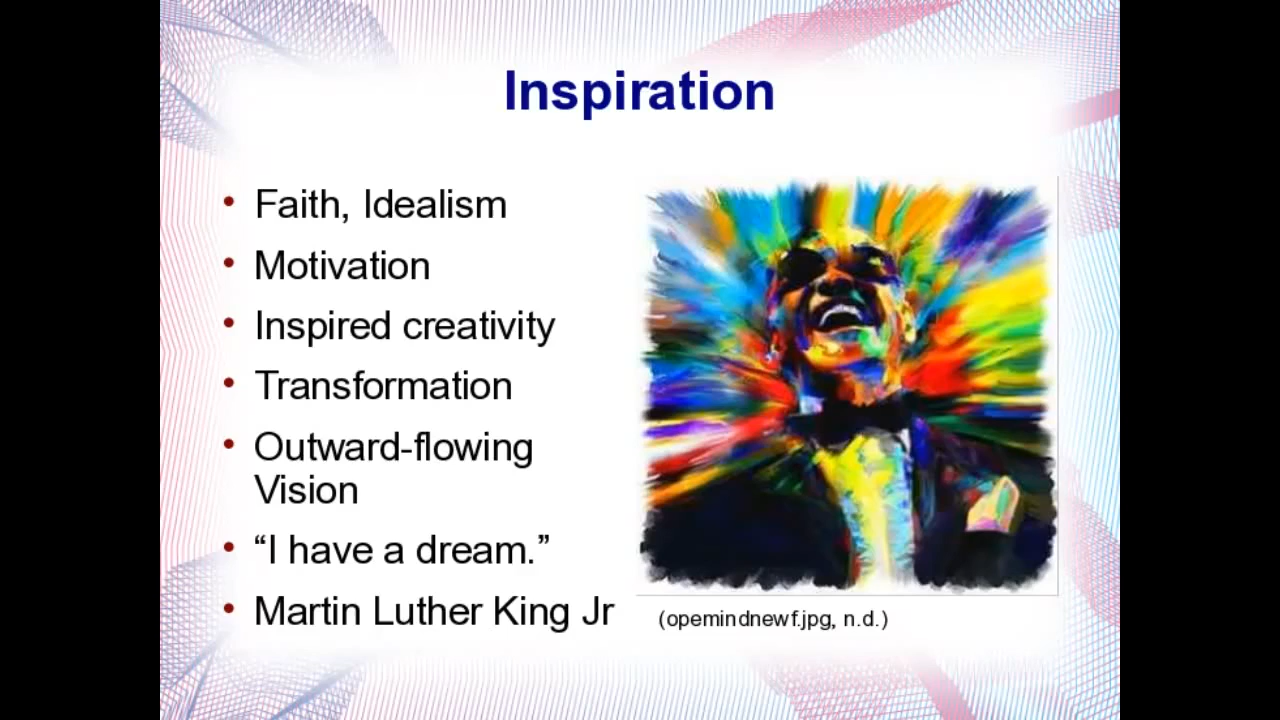 Inspiration
• Faith, Idealism
• Motivation
• Inspired creativity
• Transformation
• Outward-flowing
Vision
• “I have a dream.”
• Martin Luther King Jr
(opemindnewf.jpg, n.d.)